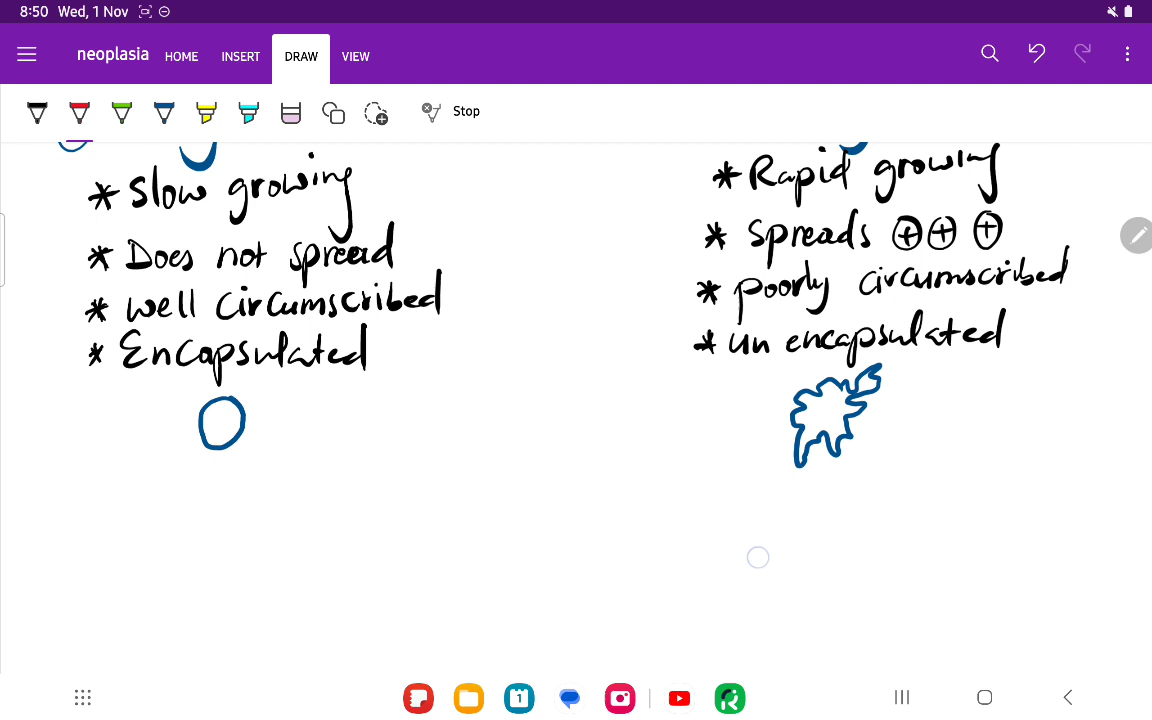 8:50 Wed, 1 Nov
neoplasia HOME INSERT DRAW VIEW
Stop
* Slow growing
* Does not spread
* well circumscribed
* Encapsulated
* Rapid growing
* Spreads ⊕ ⊕ ⊕
* poorly circumscribed
* un encapsulated
1